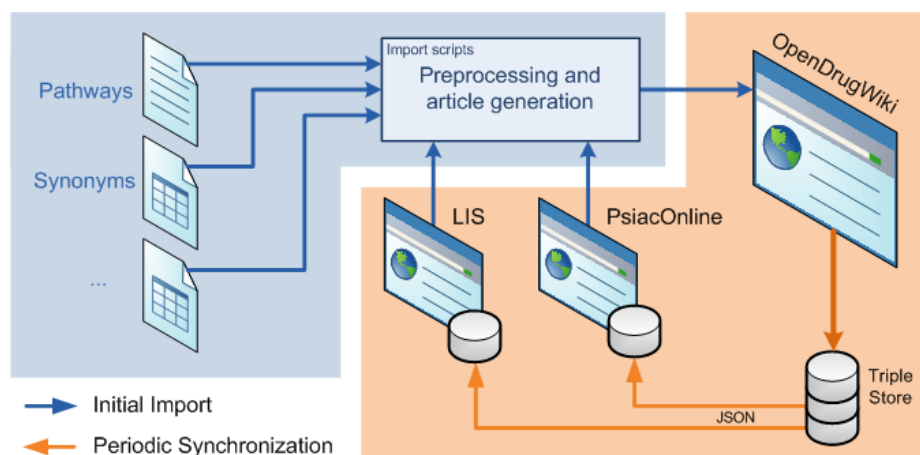 Import scripts
Preprocessing and
article generation
OpenDrugWiki
Pathways
Synonyms
...
LIS
PsiacOnline
Triple
Store
JSON
Initial Import
Periodic Synchronization